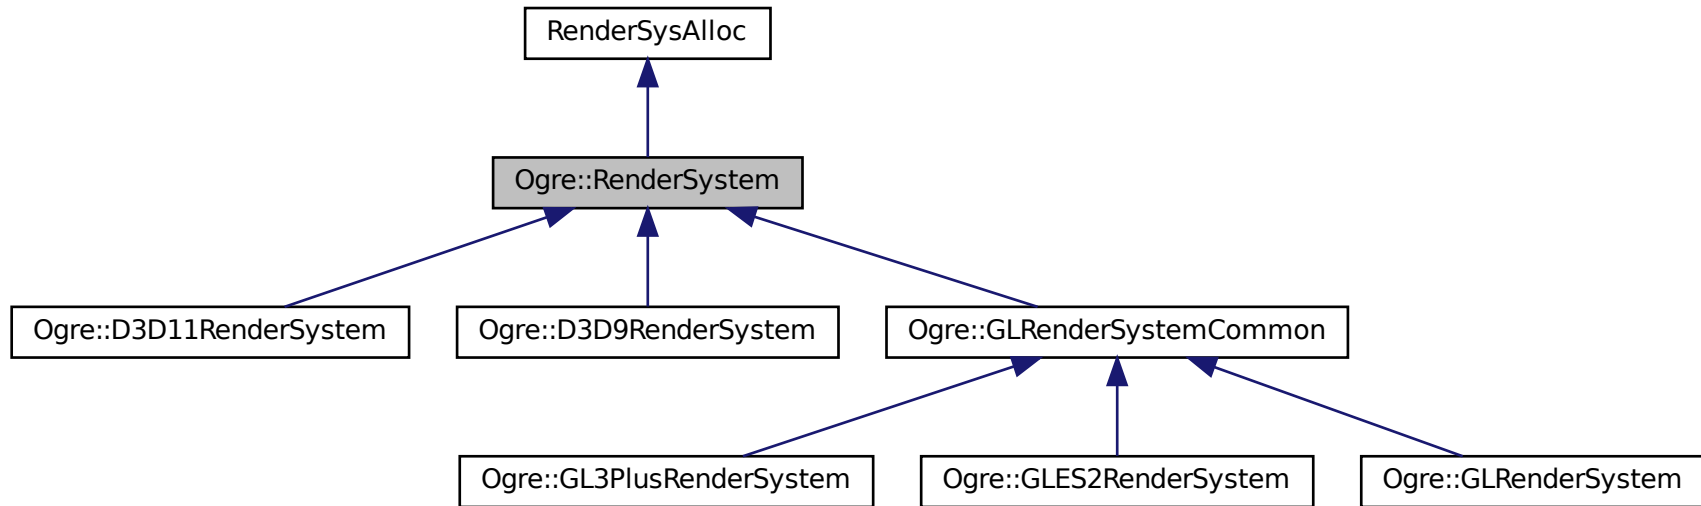 RenderSysAlloc
Ogre::RenderSystem
Ogre::D3D11RenderSystem
Ogre::D3D9RenderSystem
Ogre::GLRenderSystemCommon
Ogre::GL3PlusRenderSystem
Ogre::GLES2RenderSystem
Ogre::GLRenderSystem